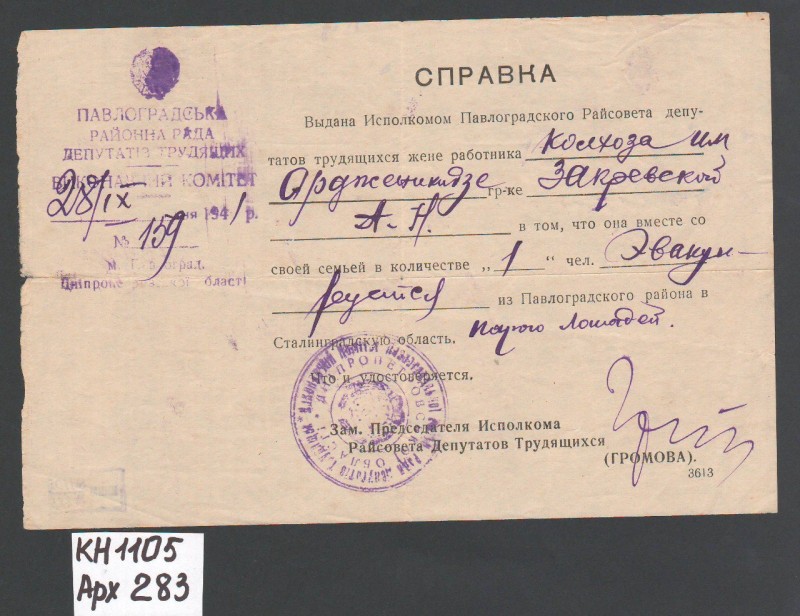 ПАВЛОГРАДСЬКА
РАЙОННА РАДА
ДЕПУТАТІВ ТРУДЯЩИХ
ВИКОНАВЧИЙ КОМІТЕТ
28/IX 1941 р.
№ 159
м.
області
СПРАВКА
Выдана Исполкомом Павлоградского Райсовета депу-
татов трудящихся жене работника Колхоза им
Орджоникидзе гр-ке Закревской
А. Н. в том, что она вместе со
своей семьей в количестве „1“ чел. Эвакуи-
руется из Павлоградского района в
Сталинградскую область. парою лошадей.
Что и удостоверяется.
Зам. Председателя Исполкома
Райсовета Депутатов Трудящихся
(ГРОМОВА).
3613
КН1105
Арх 283